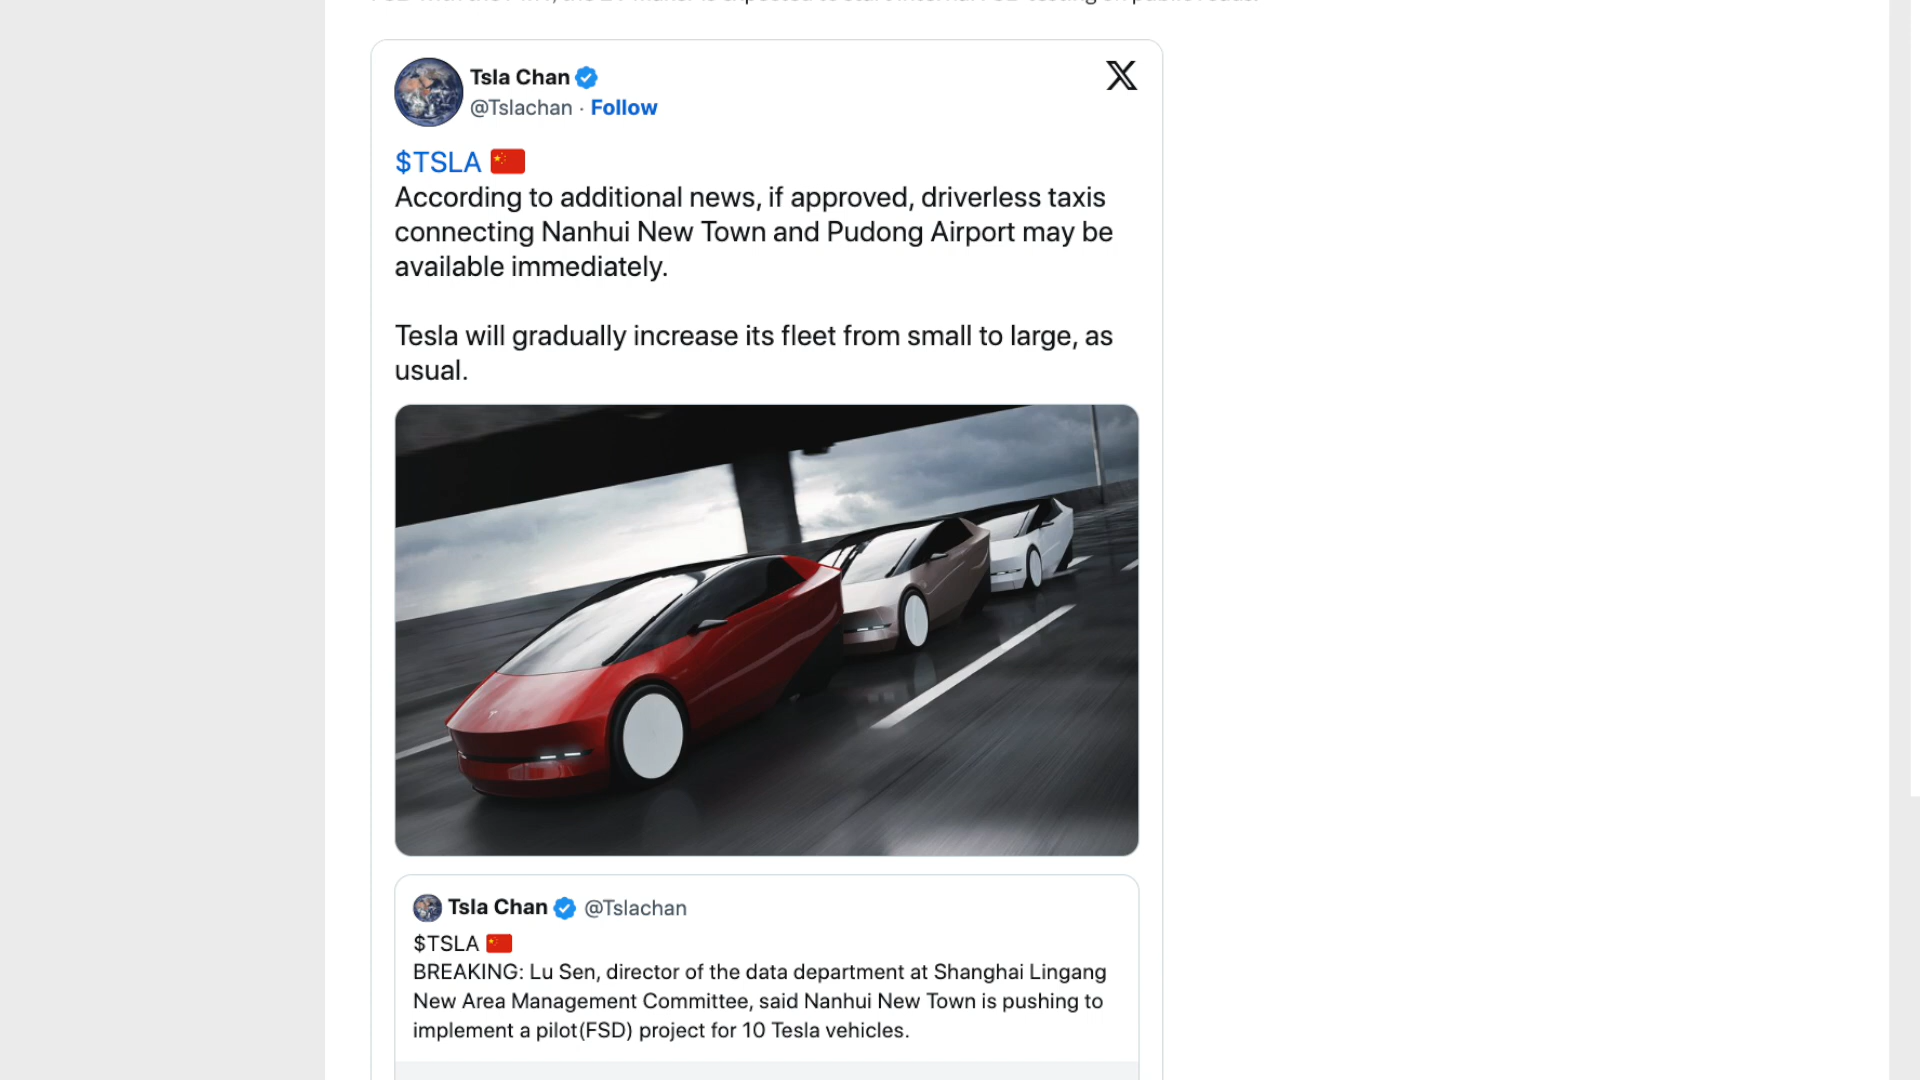 Tsla Chan
@Tslachan · Follow
$TSLA 🇨🇳
According to additional news, if approved, driverless taxis
connecting Nanhui New Town and Pudong Airport may be
available immediately.
Tesla will gradually increase its fleet from small to large, as
usual.
Tsla Chan @Tslachan
$TSLA 🇨🇳
BREAKING: Lu Sen, director of the data department at Shanghai Lingang
New Area Management Committee, said Nanhui New Town is pushing to
implement a pilot(FSD) project for 10 Tesla vehicles.